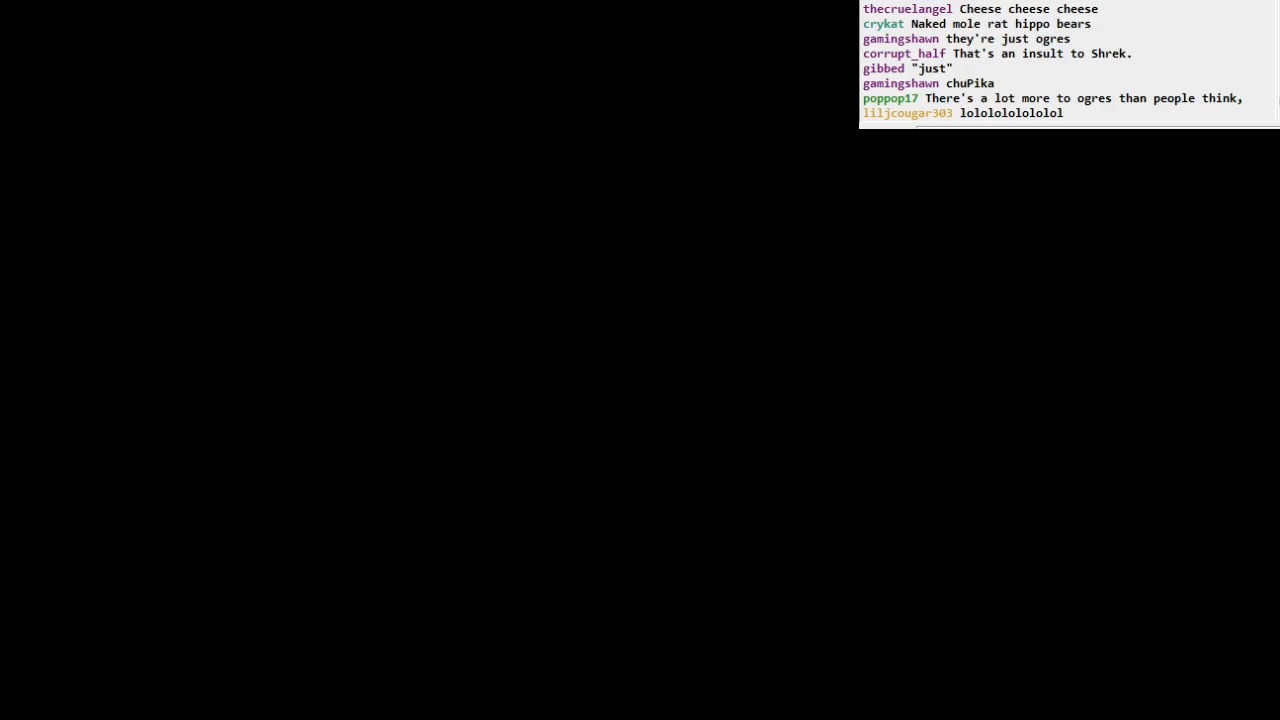 thecruelangel Cheese cheese cheese
crykat Naked mole rat hippo bears
gamingshawn they're just ogres
corrupt_half That's an insult to Shrek.
gibbed "just"
gamingshawn chuPika
poppop17 There's a lot more to ogres than people think,
liljcougar303 lolololololol